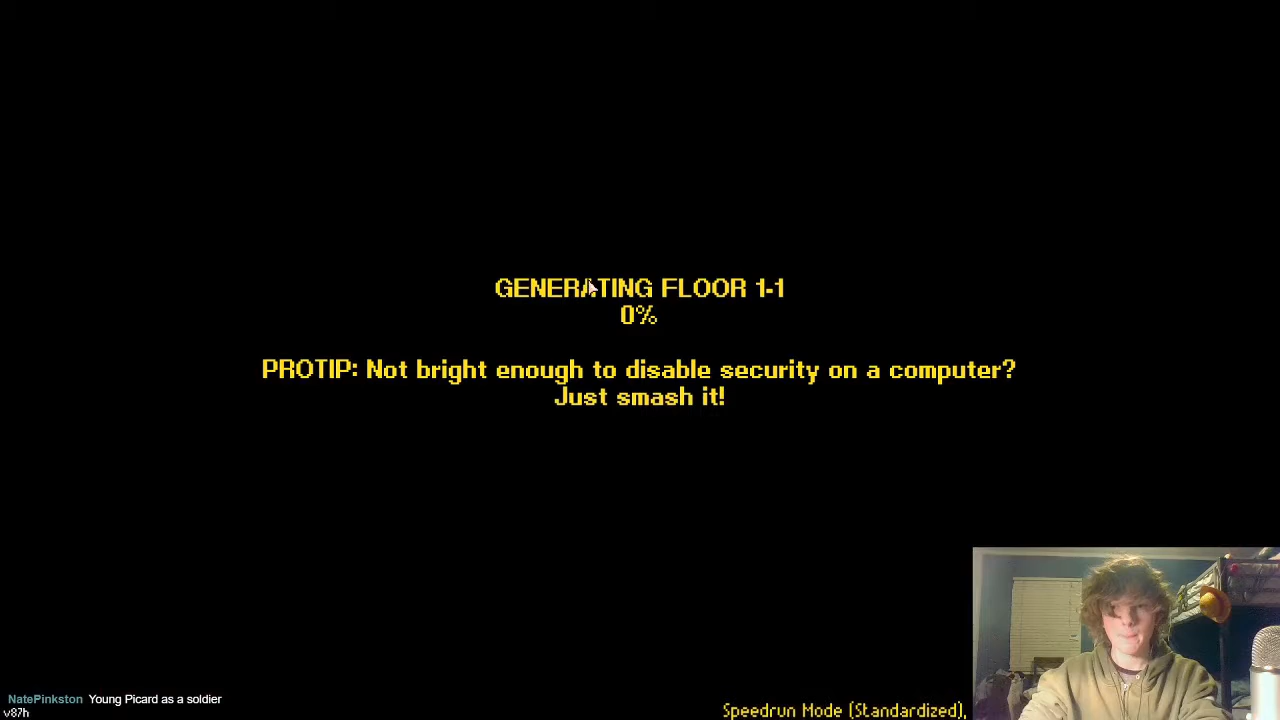 GENERATING FLOOR 1-1
0%
PROTIP: Not bright enough to disable security on a computer?
Just smash it!
NatePinkston Young Picard as a soldier
v87h
Speedrun Mode (Standardized),